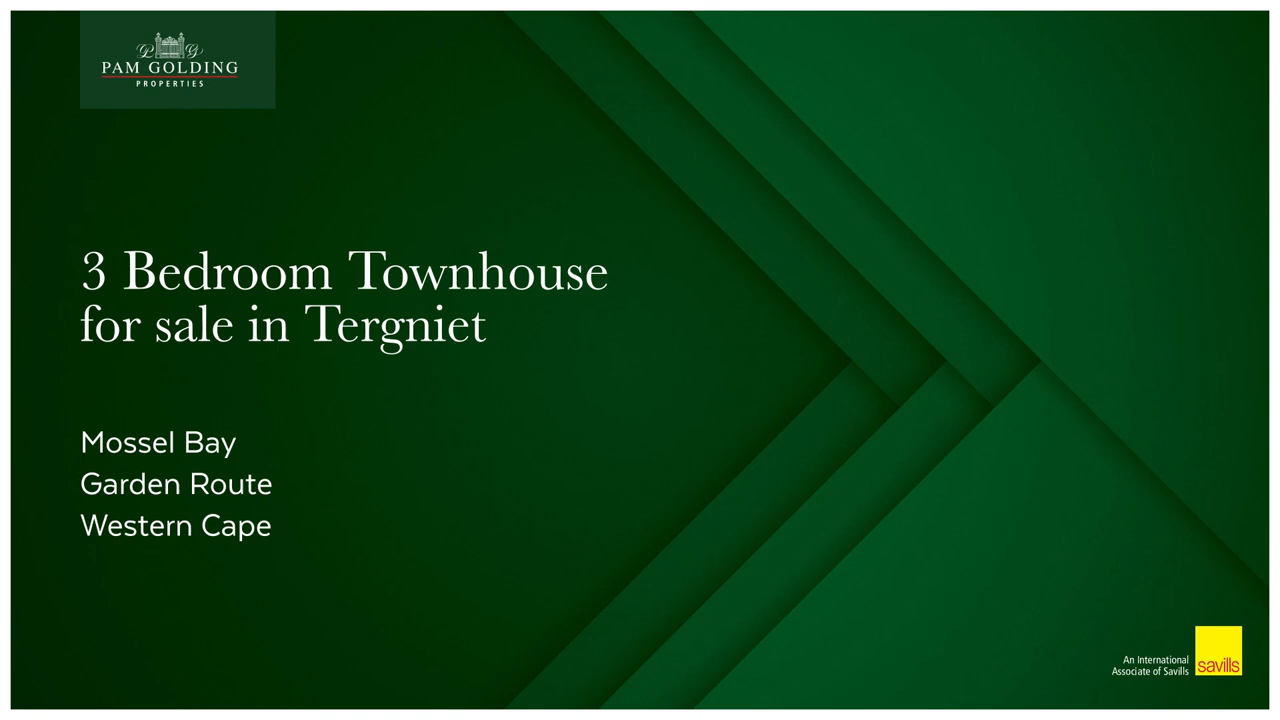 PAM GOLDING
PROPERTIES
3 Bedroom Townhouse
for sale in Tergniet
Mossel Bay
Garden Route
Western Cape
An International
Associate of Savills
savills